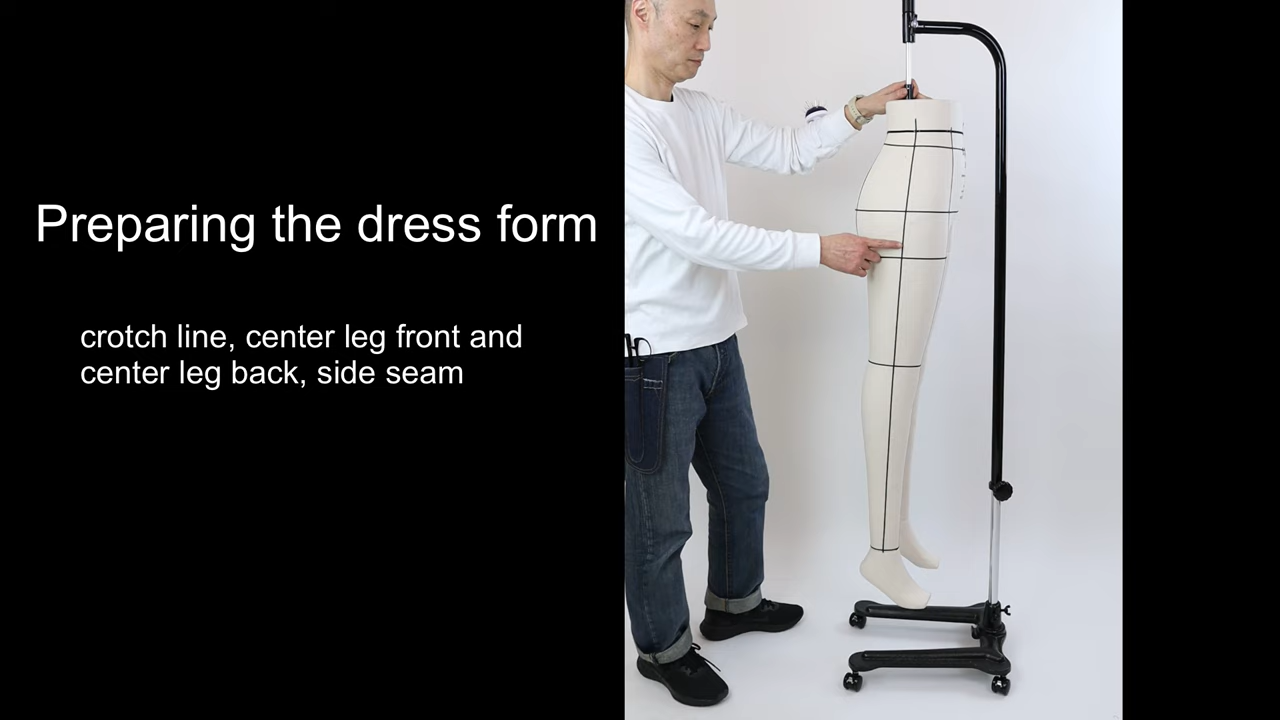 Preparing the dress form
crotch line, center leg front and
center leg back, side seam